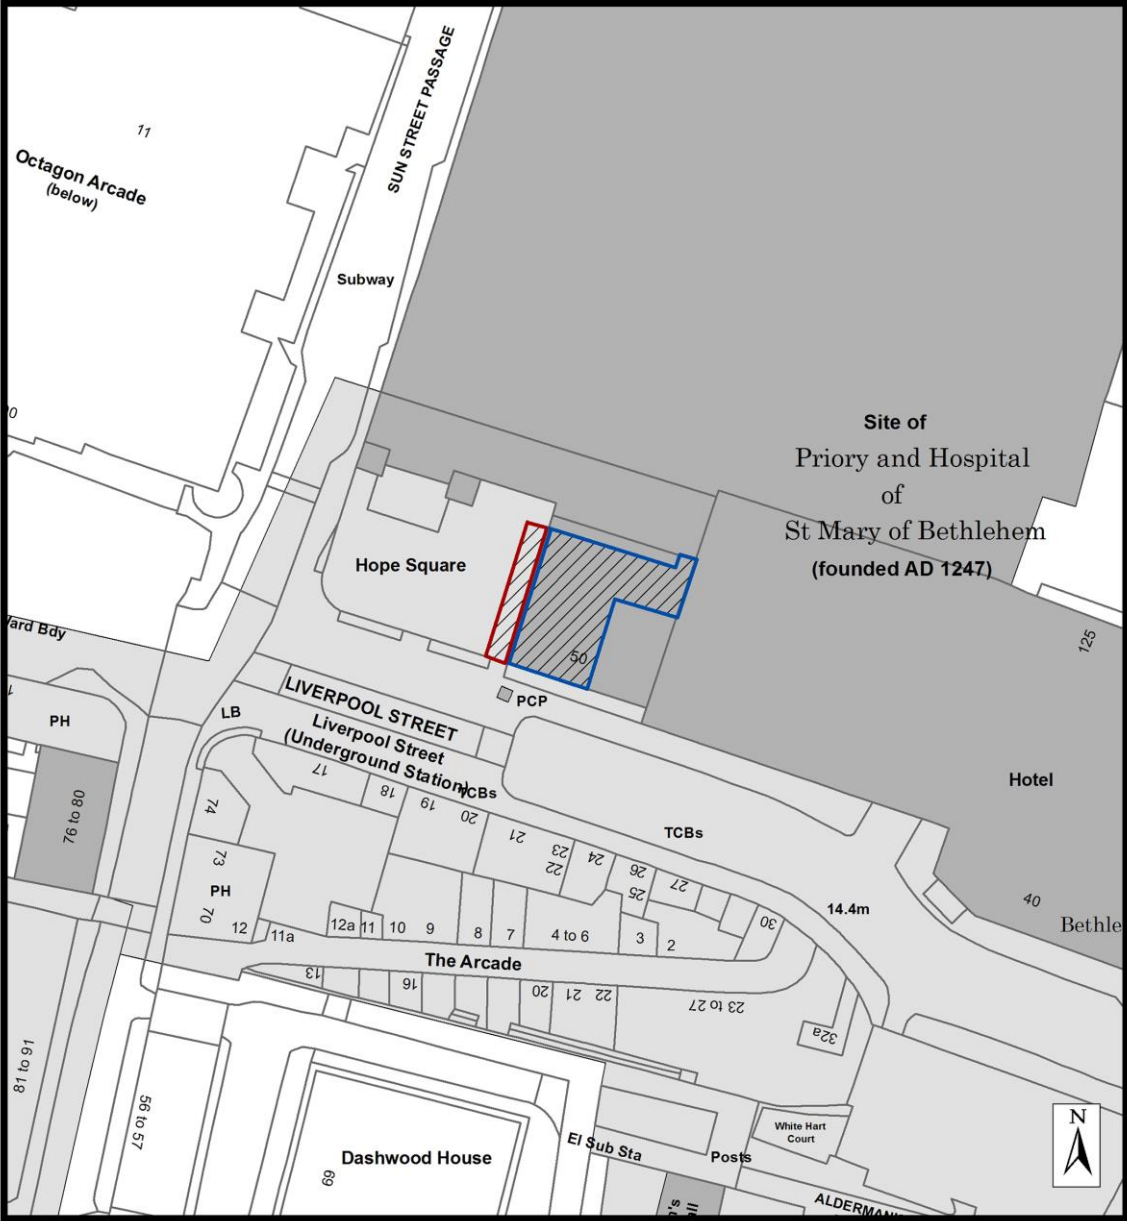 SUN STREET PASSAGE
11
Octagon Arcade
(below)
Subway
Site of
Priory and Hospital
of
St Mary of Bethlehem
(founded AD 1247)
Hope Square
50
125
PCP
LIVERPOOL STREET
Liverpool Street
(Underground Station)
TCBs
LB
PH
76 to 80
Hotel
17
18
19
20
21
22
23
24
25
26
27
30
TCBs
14.4m
40
74
73
PH
70
12
11a
12a
11
10
9
8
7
4 to 6
3
2
The Arcade
13
16
20
21
22
23 to 27
32a
81 to 91
56 to 57
69
Dashwood House
El Sub Sta
Posts
White Hart
Court
N